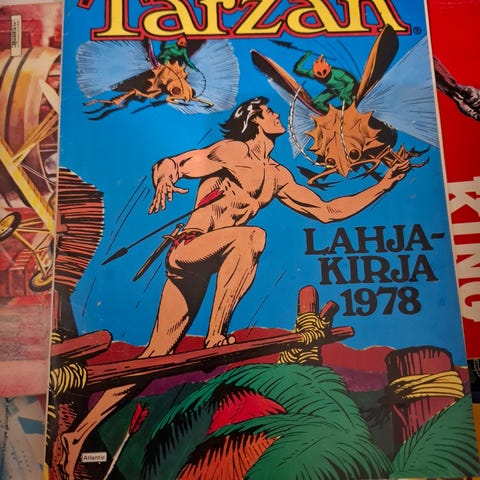 Tarzan®
LAHJA-
KIRJA
1978
Atlantic
KING